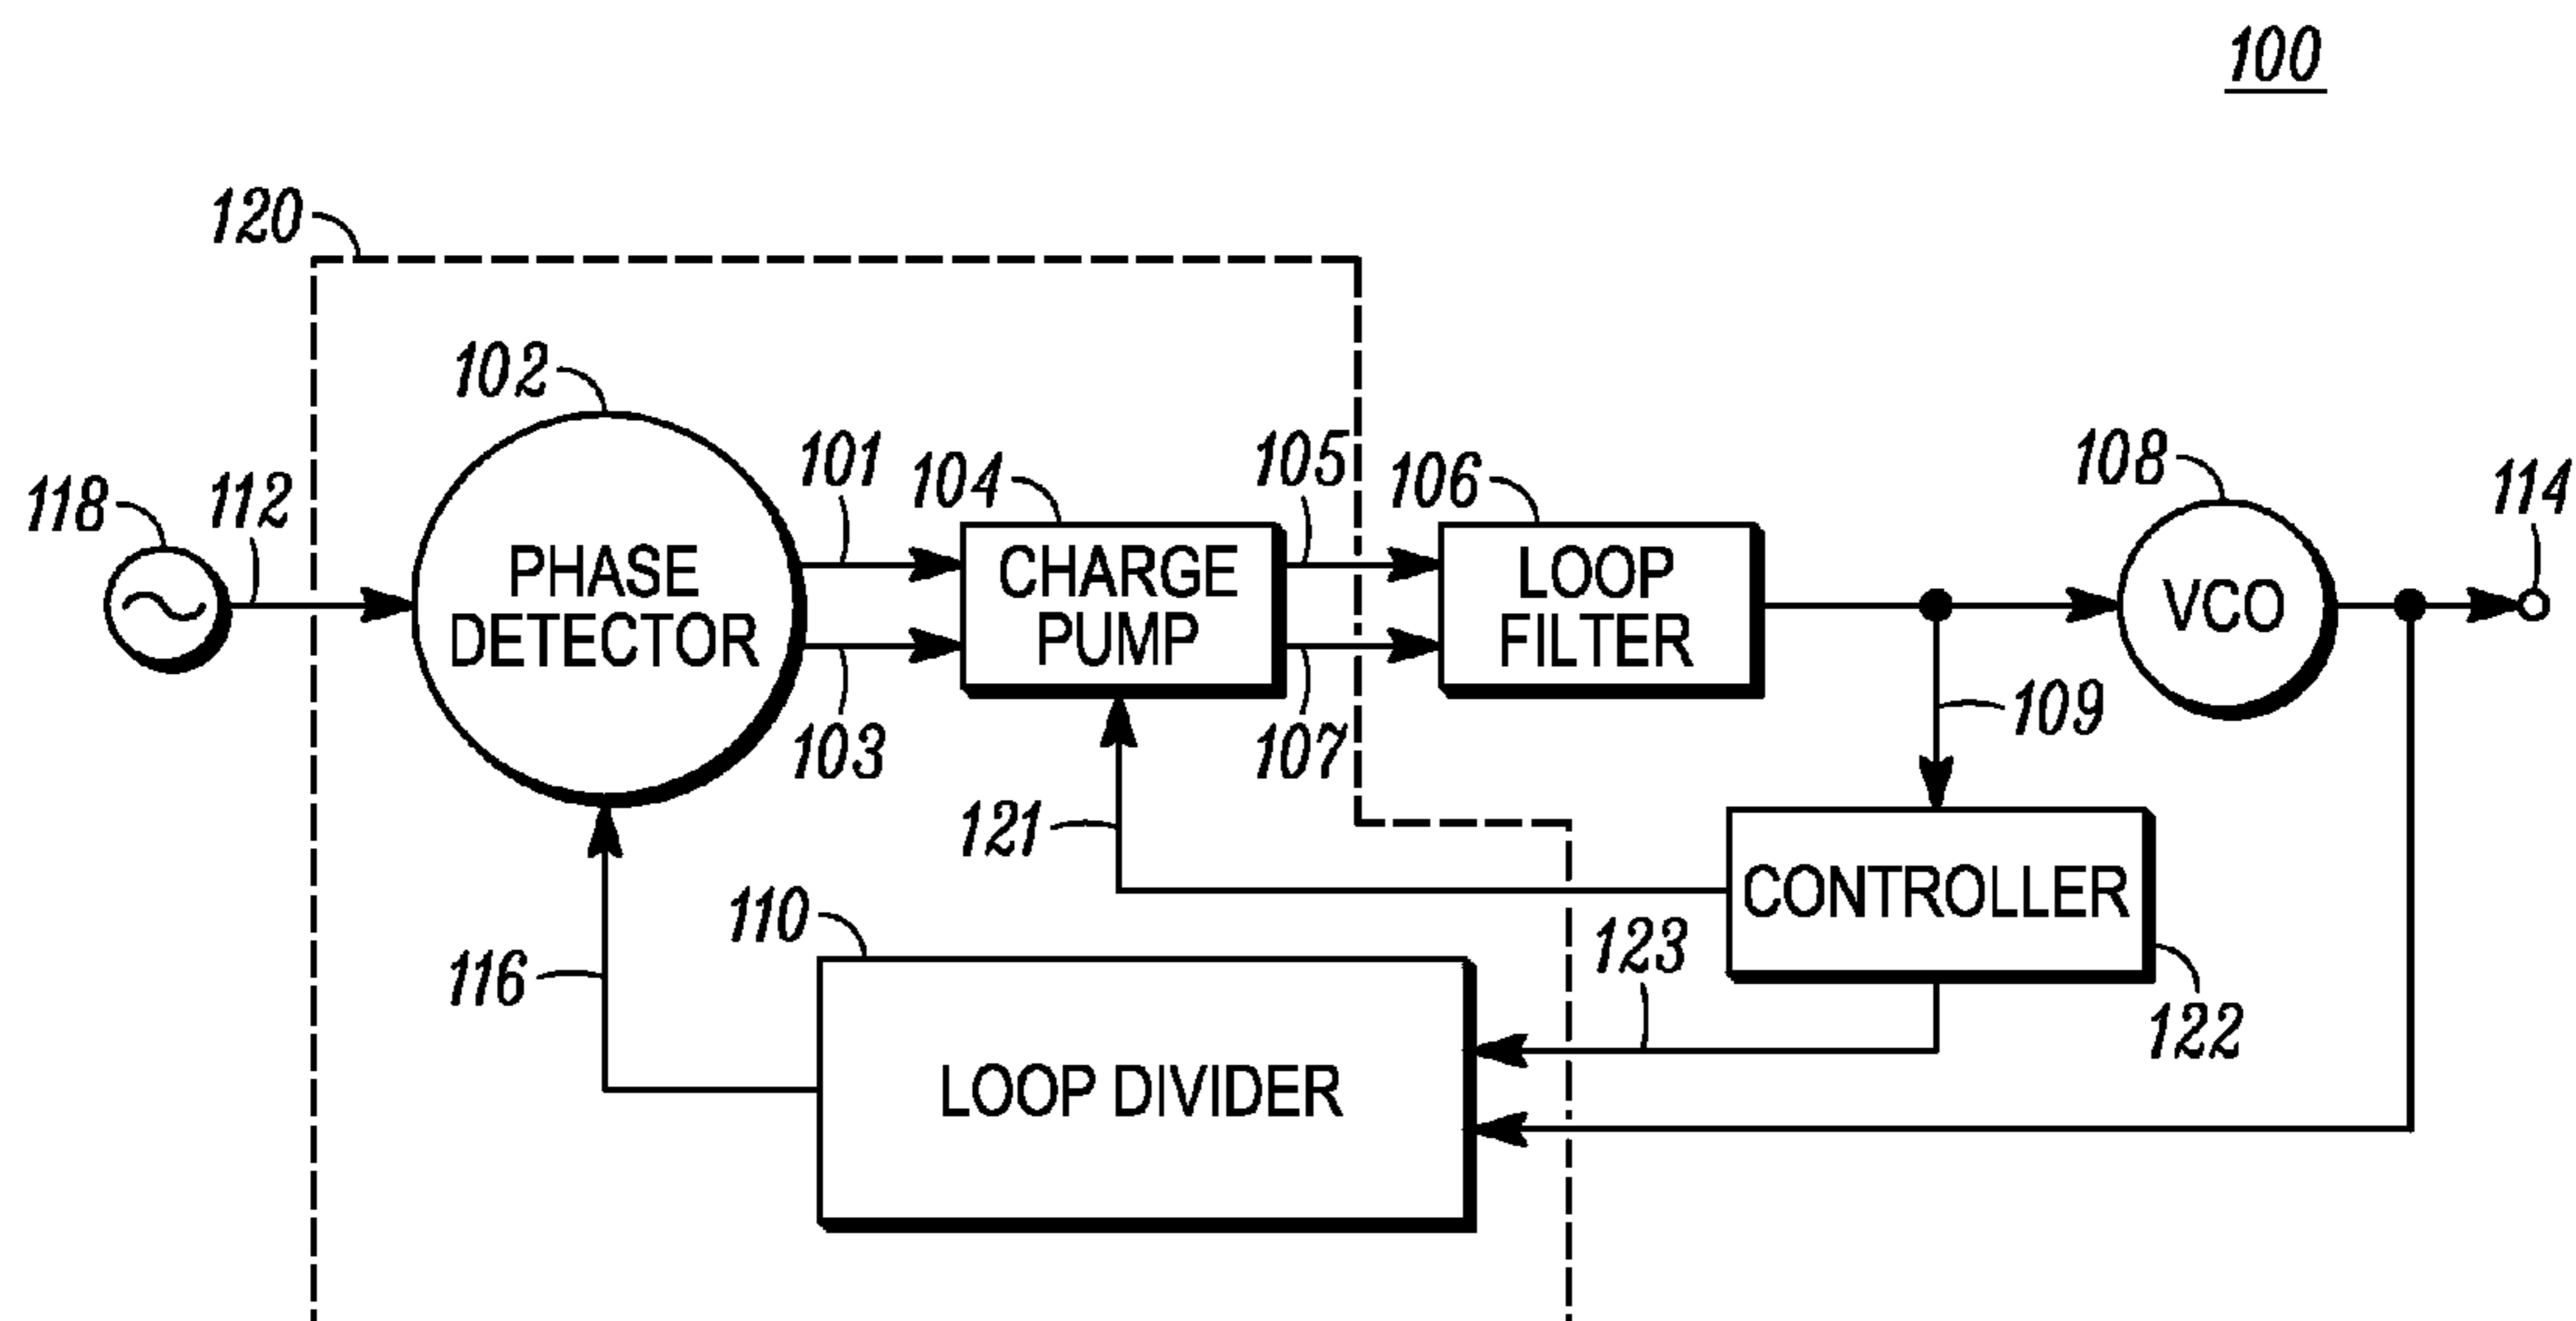 100
120
102
101
104
105
106
108
114
118
112
PHASE
DETECTOR
CHARGE
PUMP
LOOP
FILTER
VCO
103
107
109
121
CONTROLLER
110
116
123
122
LOOP DIVIDER